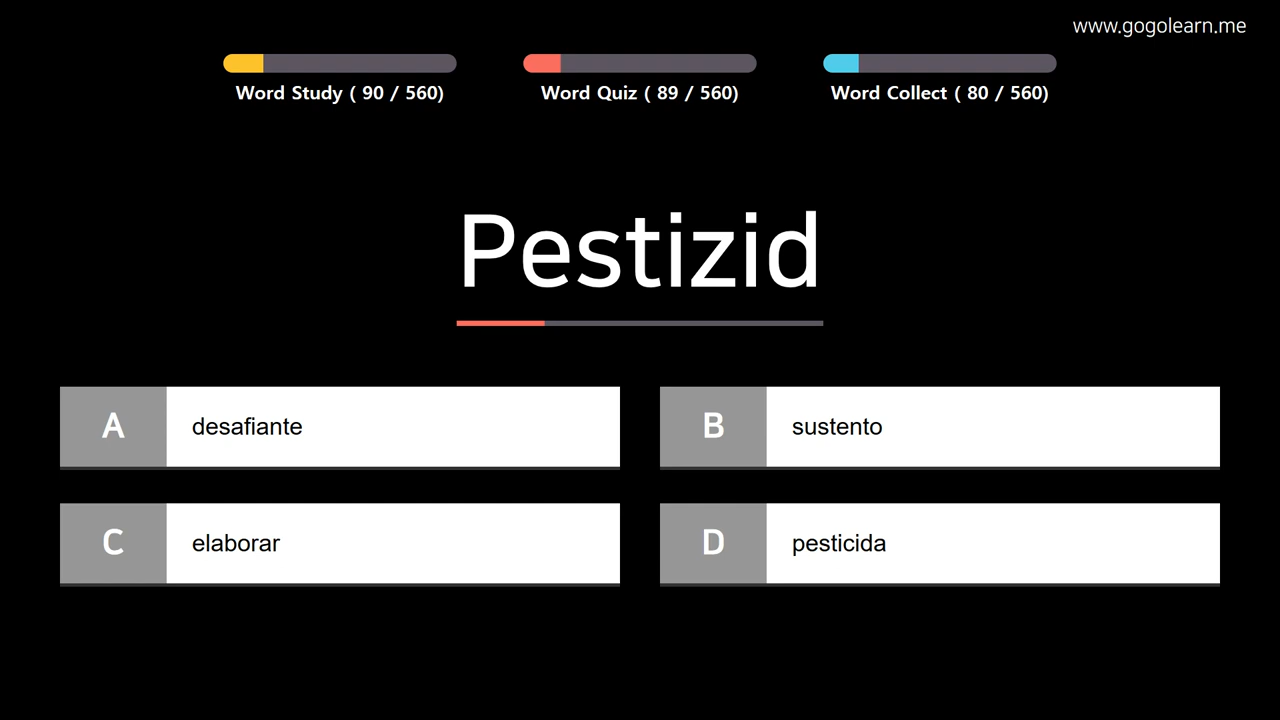 www.gogolearn.me
Word Study ( 90 / 560)
Word Quiz ( 89 / 560)
Word Collect ( 80 / 560)
Pestizid
A desafiante
B sustento
C elaborar
D pesticida